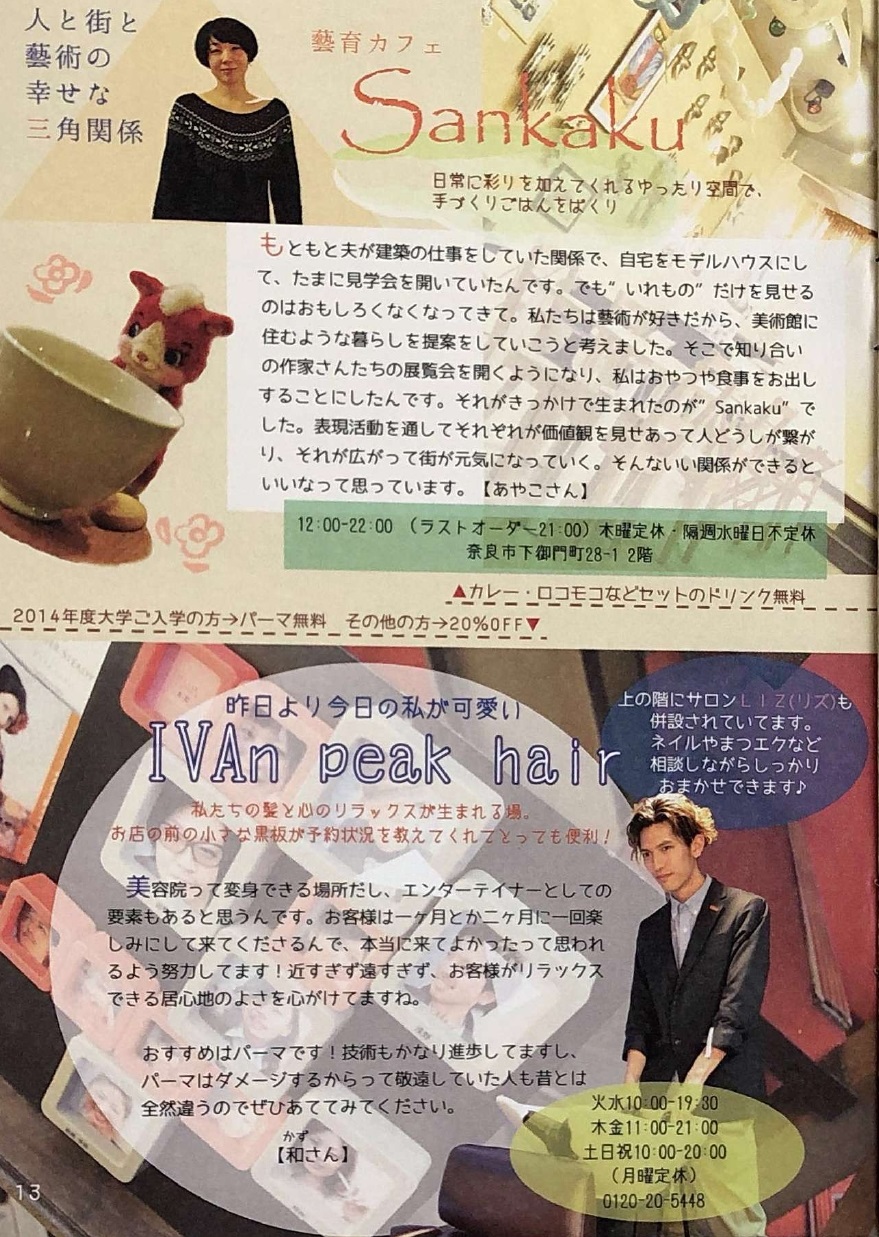 人と街と
藝術の
幸せな
三角関係
藝育カフェ
Sankaku
日常に彩りを加えてくれるゆったり空間で、
手づくりごはんをぱくり
もともと夫が建築の仕事をしていた関係で、自宅をモデルハウスにし
て、たまに見学会を開いていたんです。でも“いれもの”だけを見せる
のはおもしろくなくなってきて。私たちは藝術が好きだから、美術館に
住むような暮らしを提案をしていこうと考えました。そこで知り合い
の作家さんたちの展覧会を開くようになり、私はおやつや食事をお出し
することにしたんです。それがきっかけで生まれたのが”Sankaku”で
した。表現活動を通してそれぞれが価値観を見せあって人どうしが繋が
り、それが広がって街が元気になっていく。そんないい関係ができると
いいなって思っています。【あやこさん】
12:00-22:00 （ラストオーダー21:00）木曜定休・隔週水曜日不定休
奈良市下御門町28-1 2階
▲カレー・ロコモコなどセットのドリンク無料
2014年度大学ご入学の方→パーマ無料　その他の方→20%OFF▼
昨日より今日の私が可愛い
IVAn peak hair
上の階にサロンＬＩＺ(リズ)も
併設されていてます。
ネイルやまつエクなど
相談しながらしっかり
おまかせできます♪
私たちの髪と心のリラックスが生まれる場。
お店の前の小さな黒板が予約状況を教えてくれてとっても便利！
美容院って変身できる場所だし、エンターテイナーとしての
要素もあると思うんです。お客様は一ヶ月とか二ヶ月に一回楽
しみにして来てくださるんで、本当に来てよかったって思われ
るよう努力してます！近すぎず遠すぎず、お客様がリラックス
できる居心地のよさを心がけてますね。
おすすめはパーマです！技術もかなり進歩してますし、
パーマはダメージするからって敬遠していた人も昔とは
全然違うのでぜひあててみてください。
かず
【和さん】
火水10:00-19:30
木金11:00-21:00
土日祝10:00-20:00
（月曜定休）
0120-20-5448
13